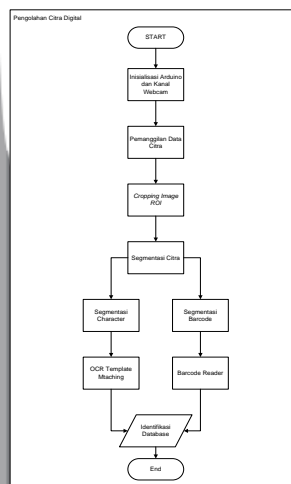 Pengolahan Citra Digital
START
Inisialisasi Arduino
dan Kanal
Webcam
Pemanggilan Data
Citra
Cropping Image
ROI
Segmentasi Citra
Segmentasi
Character
Segmentasi
Barcode
OCR Template
Mtaching
Barcode Reader
Identifikasi
Database
End